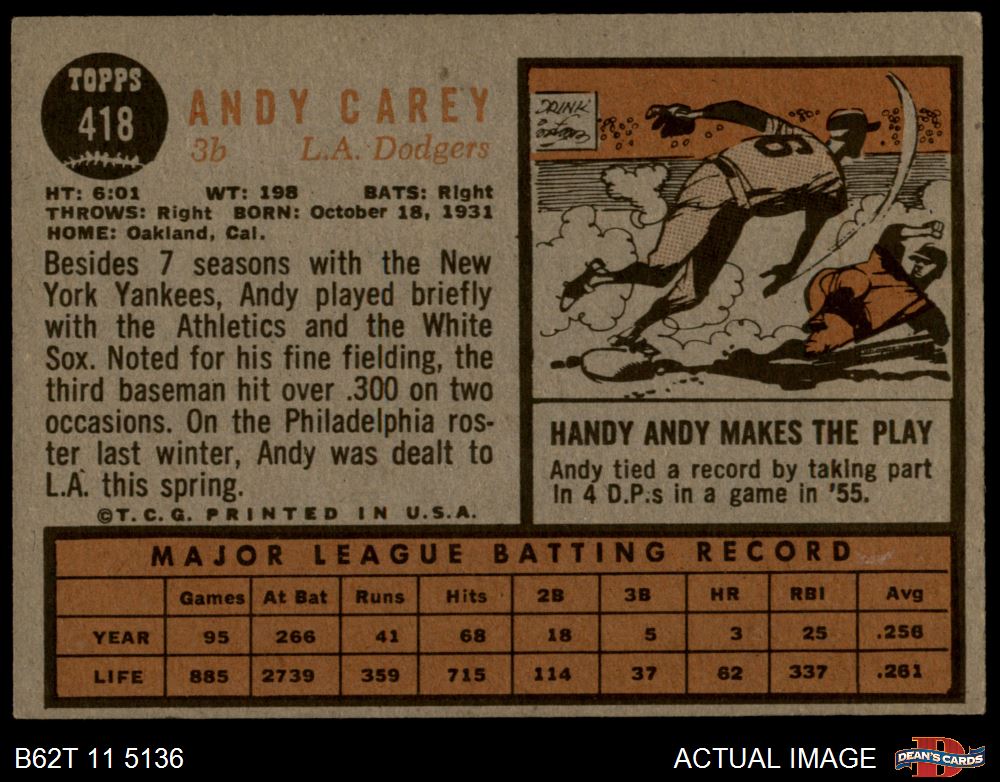 TOPPS
418
ANDY CAREY
3b L.A. Dodgers
HT: 6:01 WT: 198 BATS: Right
THROWS: Right BORN: October 18, 1931
HOME: Oakland, Cal.
Besides 7 seasons with the New
York Yankees, Andy played briefly
with the Athletics and the White
Sox. Noted for his fine fielding, the
third baseman hit over .300 on two
occasions. On the Philadelphia ros-
ter last winter, Andy was dealt to
L.A. this spring.
©T.C.G. PRINTED IN U.S.A.
DRINK
6
HANDY ANDY MAKES THE PLAY
Andy tied a record by taking part
in 4 D.P.s in a game in '55.
MAJOR LEAGUE BATTING RECORD
Games At Bat Runs Hits 2B 3B HR RBI Avg
YEAR 95 266 41 68 18 5 3 25 .256
LIFE 885 2739 359 715 114 37 62 337 .261
B62T 11 5136
ACTUAL IMAGE
D
DEAN'S CARDS